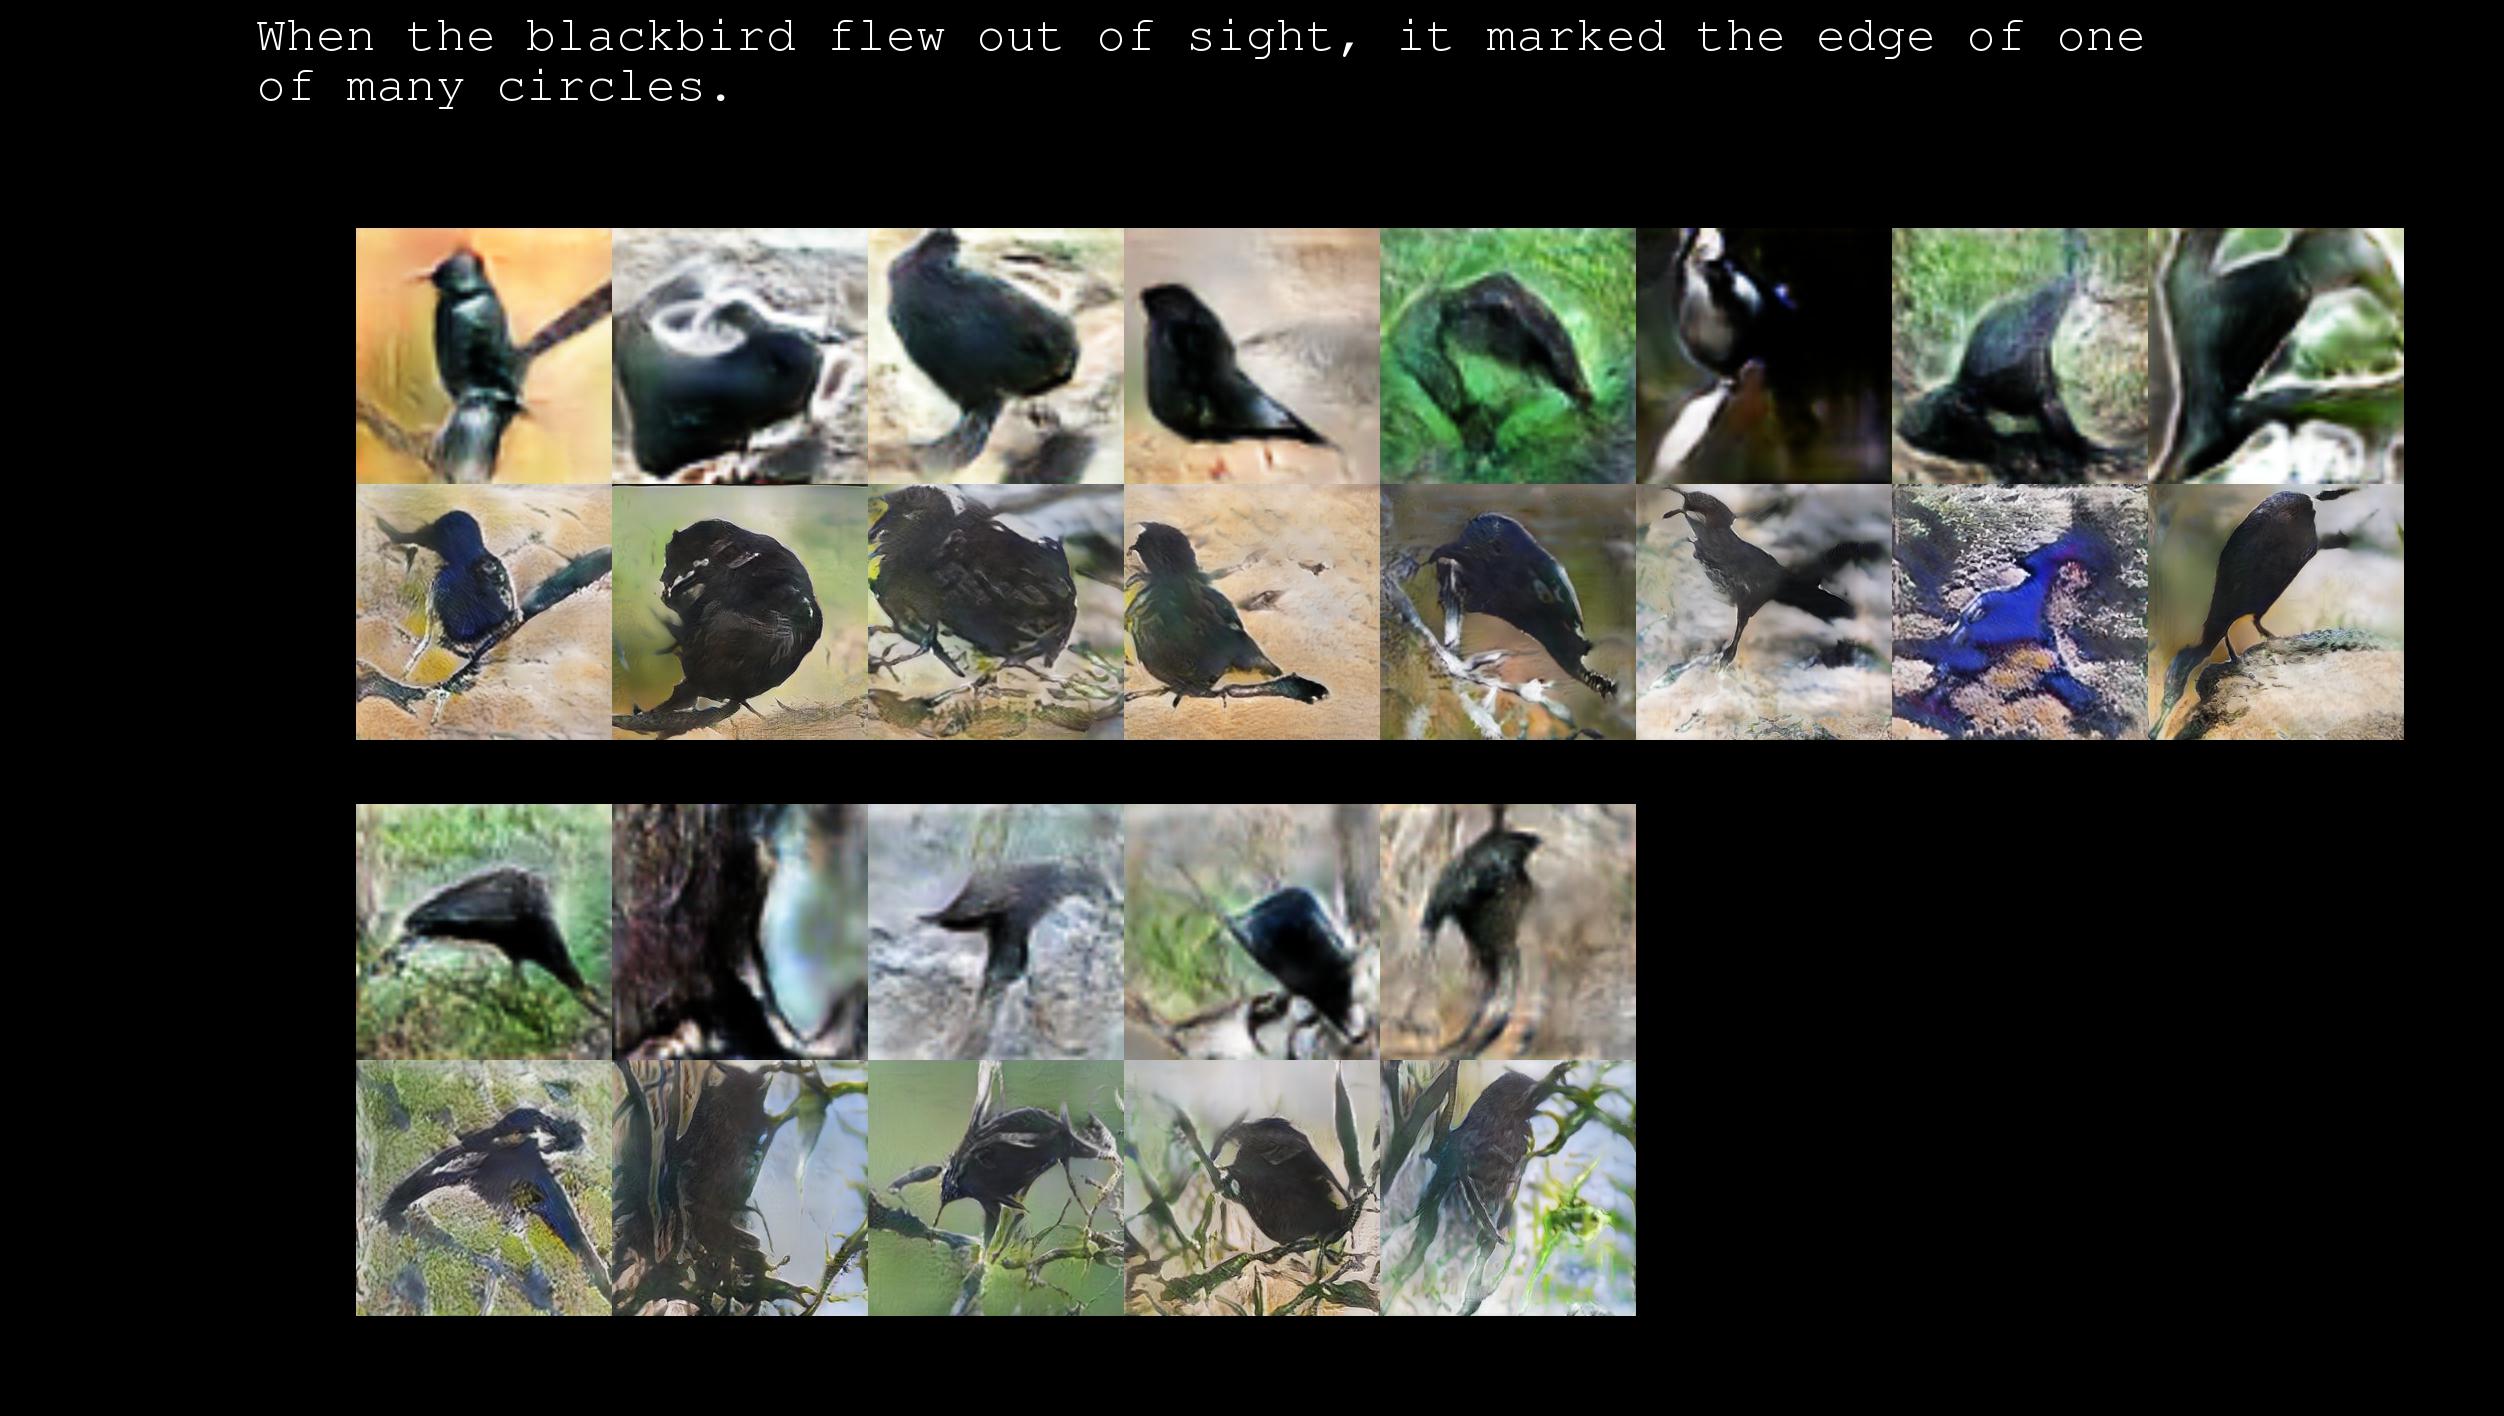 When the blackbird flew out of sight, it marked the edge of one
of many circles.